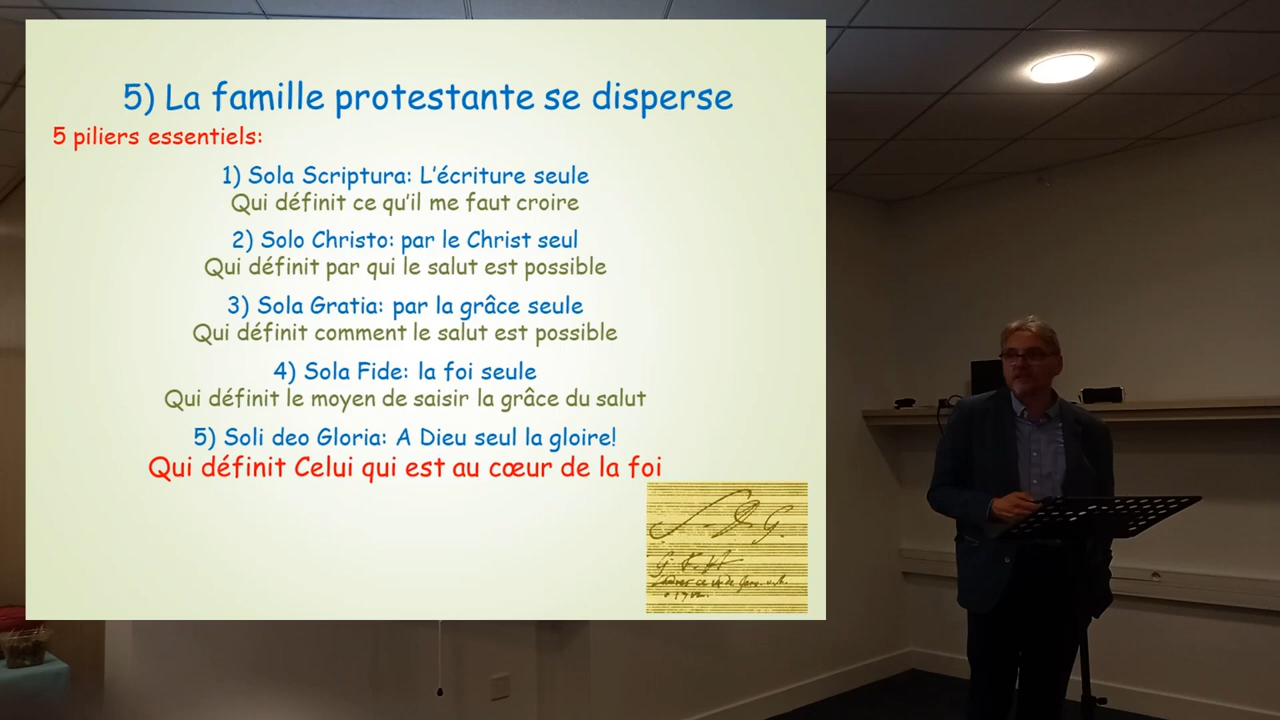 5) La famille protestante se disperse
5 piliers essentiels:
1) Sola Scriptura: L'écriture seule
Qui définit ce qu'il me faut croire
2) Solo Christo: par le Christ seul
Qui définit par qui le salut est possible
3) Sola Gratia: par la grâce seule
Qui définit comment le salut est possible
4) Sola Fide: la foi seule
Qui définit le moyen de saisir la grâce du salut
5) Soli deo Gloria: A Dieu seul la gloire!
Qui définit Celui qui est au cœur de la foi
S. D. G.
G. F. H